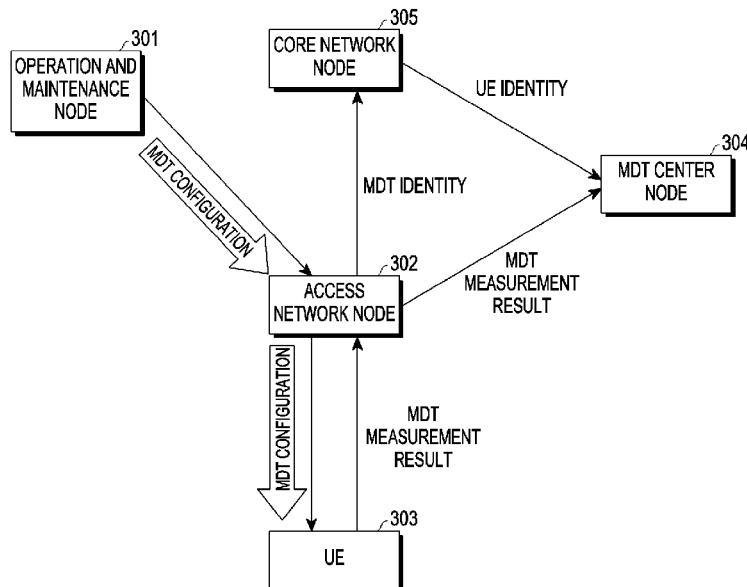 301
OPERATION AND
MAINTENANCE
NODE
305
CORE NETWORK
NODE
UE IDENTITY
304
MDT CENTER
NODE
MDT CONFIGURATION
MDT IDENTITY
302
ACCESS
NETWORK NODE
MDT
MEASUREMENT
RESULT
MDT CONFIGURATION
MDT
MEASUREMENT
RESULT
303
UE